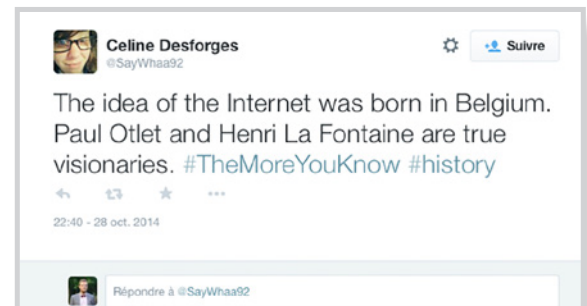 Celine Desforges
@SayWhaa92
Suivre
The idea of the Internet was born in Belgium.
Paul Otlet and Henri La Fontaine are true
visionaries. #TheMoreYouKnow #history
22:40 - 28 oct. 2014
Répondre à @SayWhaa92